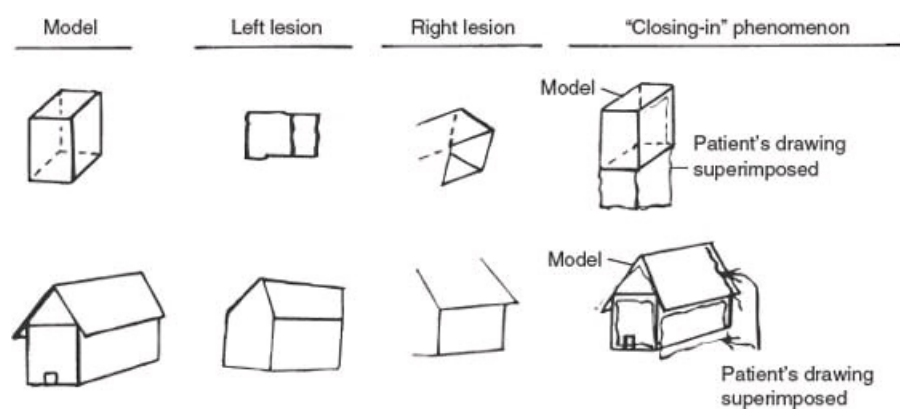 Model
Left lesion
Right lesion
"Closing-in" phenomenon
Model
Patient's drawing
superimposed
Model
Patient's drawing
superimposed